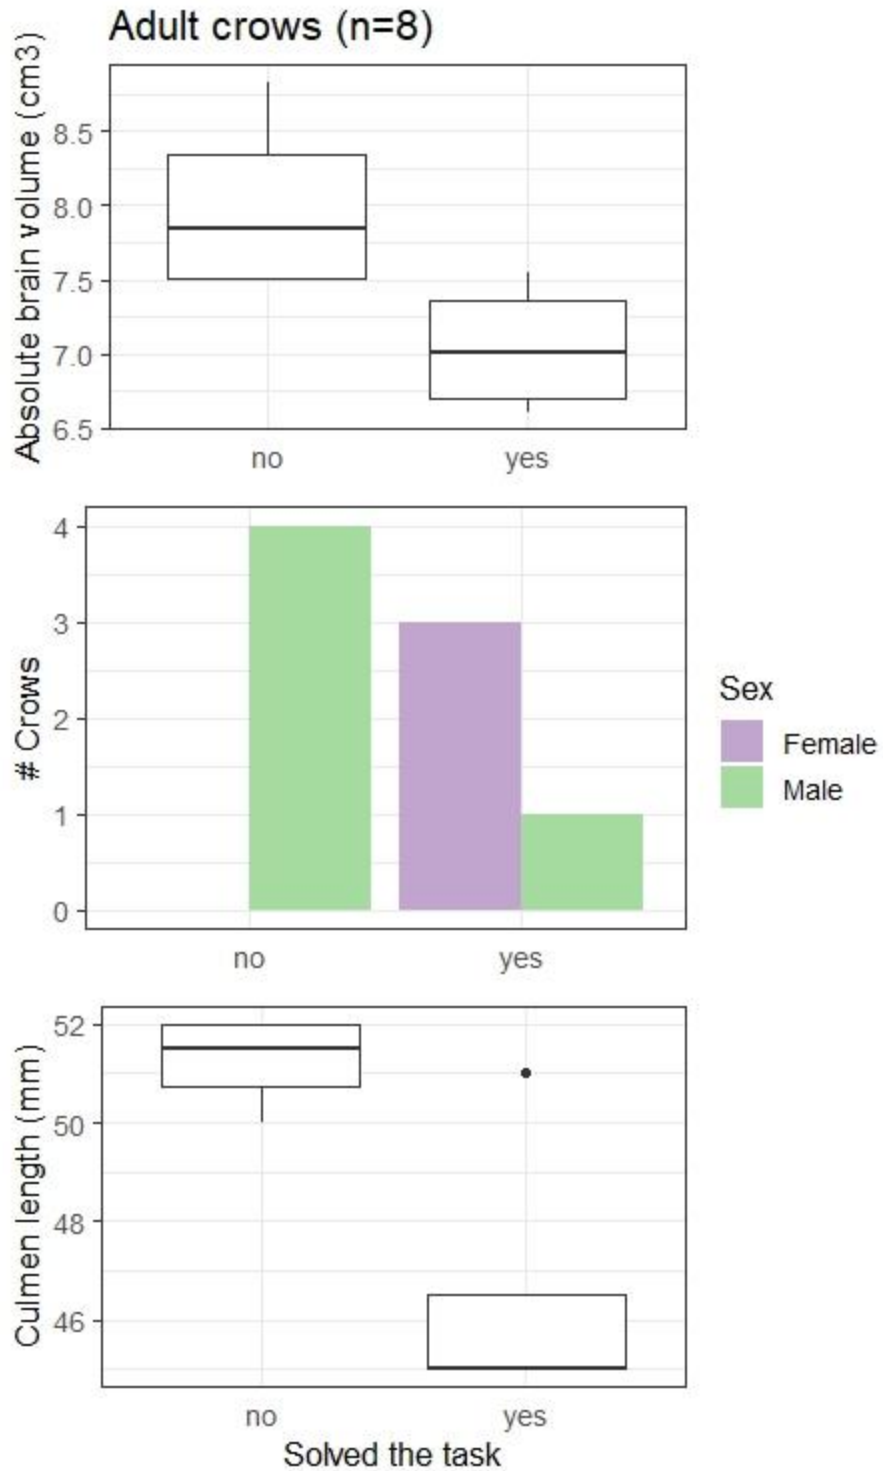 Adult crows (n=8)
Absolute brain volume (cm3)
8.5
8.0
7.5
7.0
6.5
no yes
# Crows
4
3
2
1
0
no yes
Sex
Female
Male
Culmen length (mm)
52
50
48
46
no yes
Solved the task